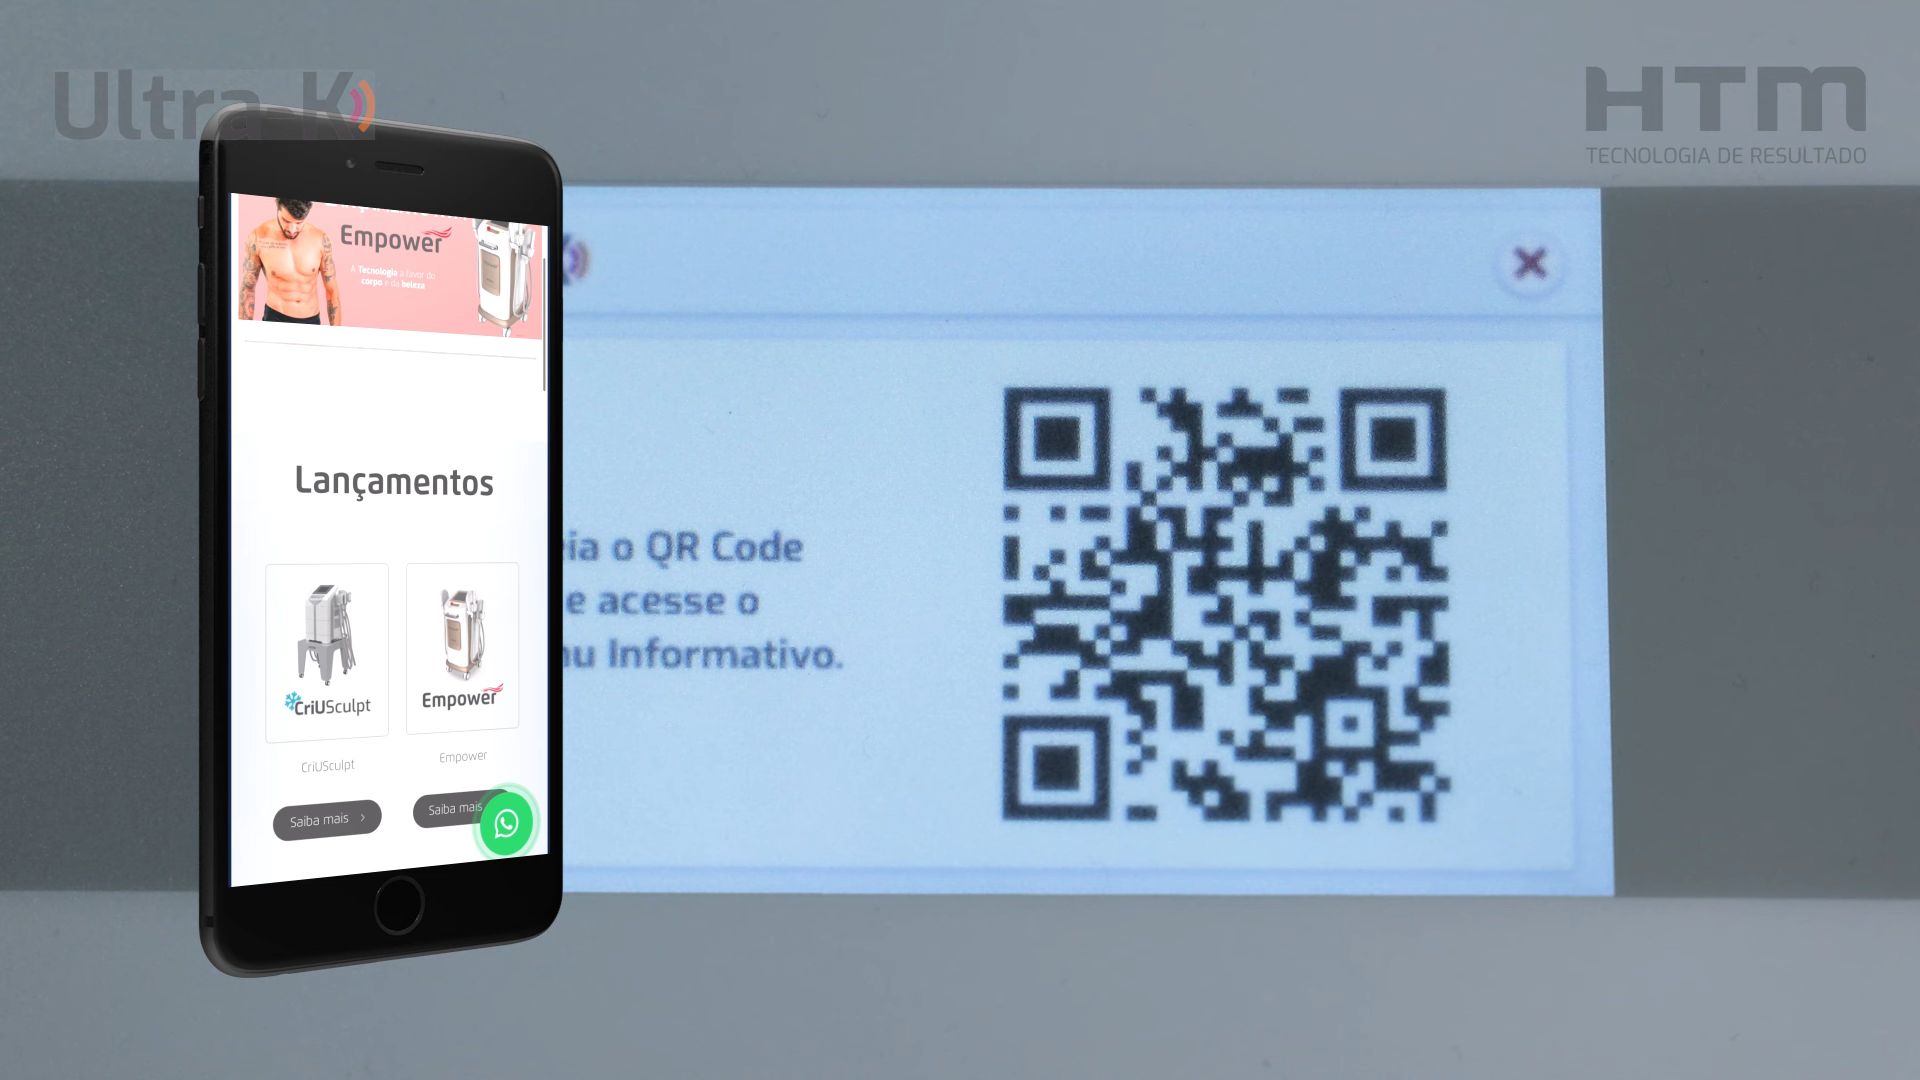 Ultra-K
HTM
TECNOLOGIA DE RESULTADO
Empower
A Tecnologia a favor do
corpo e da beleza
Lançamentos
CriUSculpt
Empower
CriUSculpt
Empower
Saiba mais
Saiba mais
o QR Code
e acesse o
Informativo.